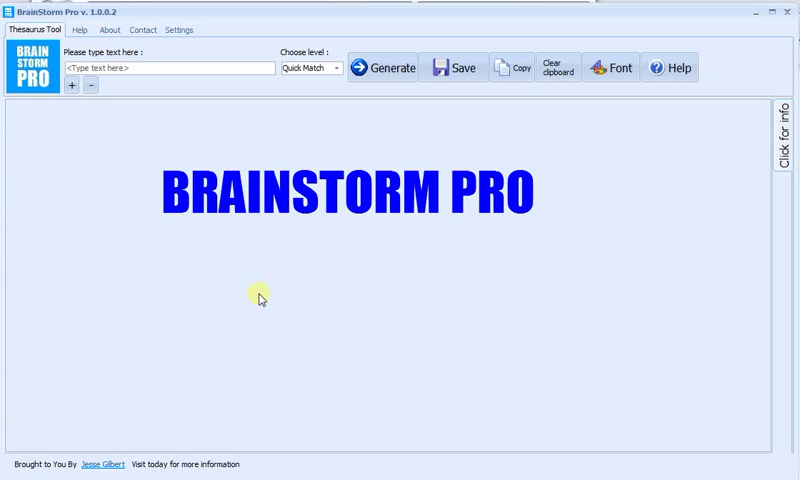 BrainStorm Pro v. 1.0.0.2
Thesaurus Tool Help About Contact Settings
BRAIN
STORM
PRO
Please type text here :
<Type text here>
+ -
Choose level :
Quick Match
Generate Save Copy Clear clipboard Font Help
Click for info
BRAINSTORM PRO
Brought to You By Jesse Gilbert Visit today for more information